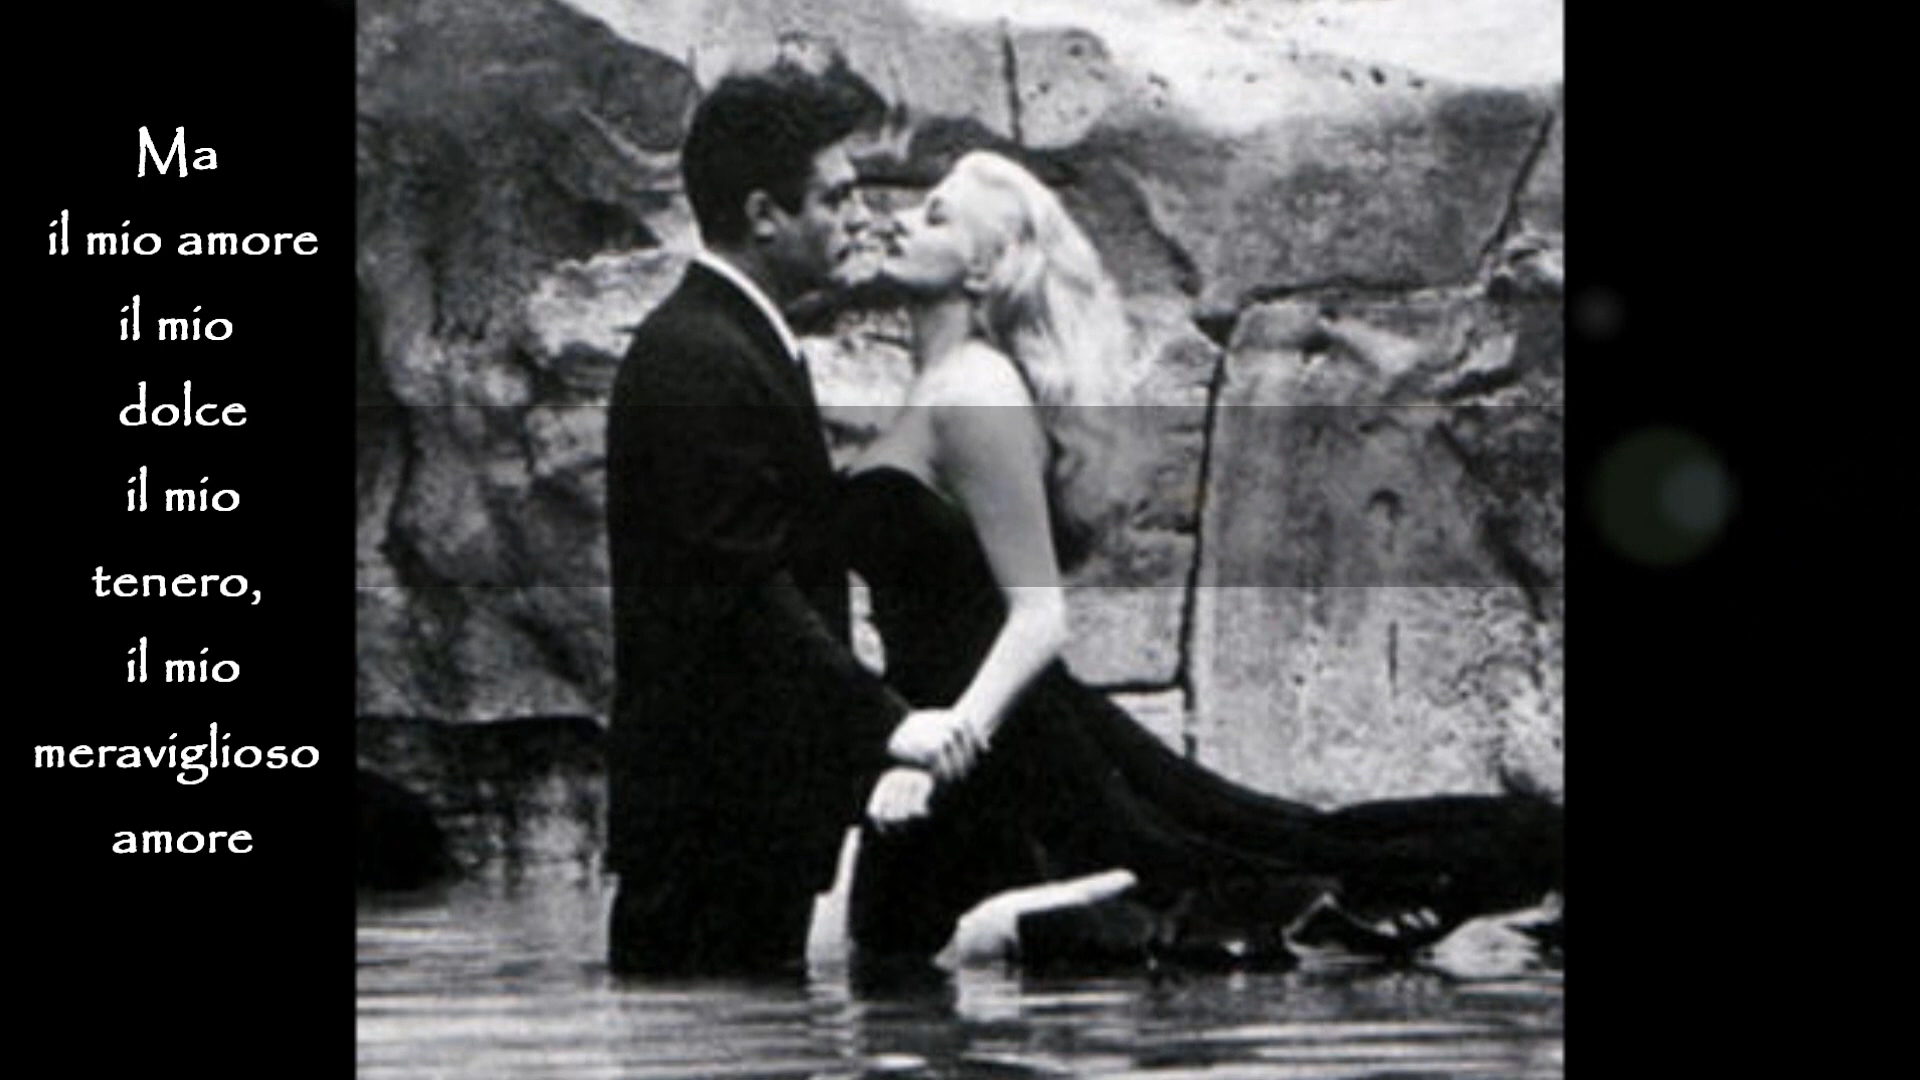 Ma
il mio amore
il mio
dolce
il mio
tenero,
il mio
meraviglioso
amore